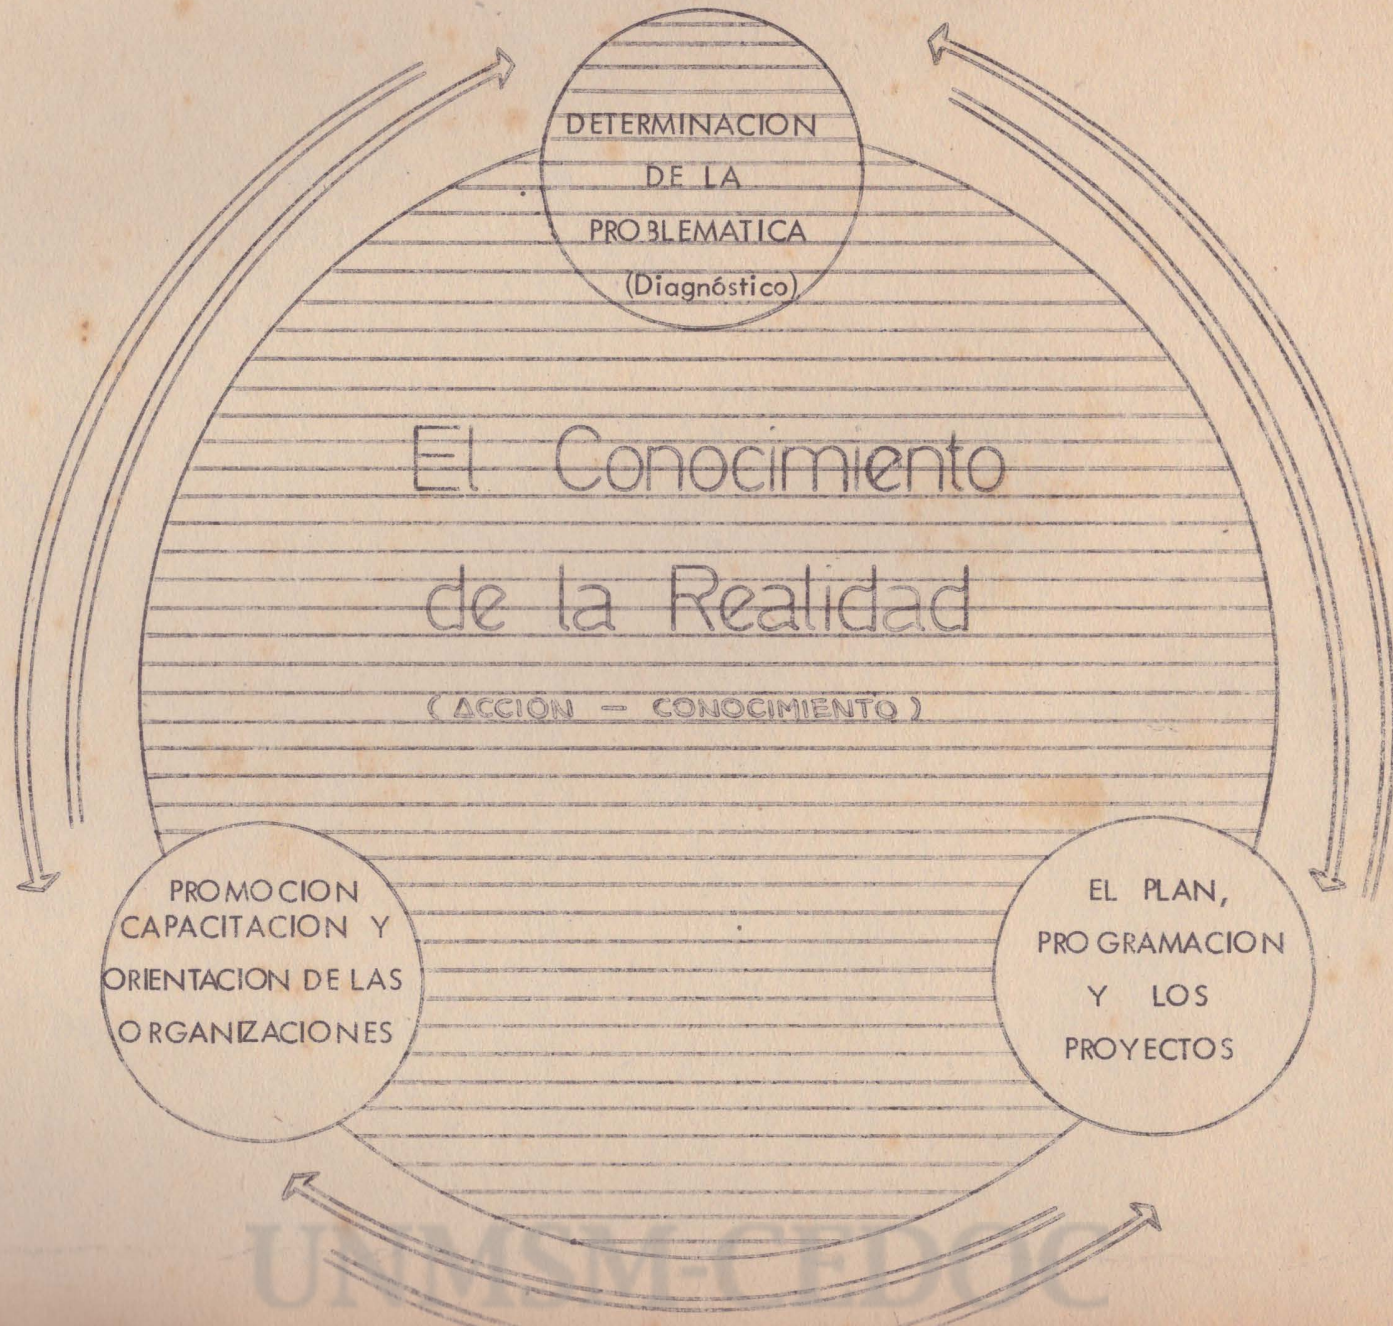 DETERMINACION
DE LA
PROBLEMATICA
(Diagnóstico)
El Conocimiento
de la Realidad
(ACCION - CONOCIMIENTO)
PROMOCION
CAPACITACION Y
ORIENTACION DE LAS
ORGANIZACIONES
EL PLAN,
PROGRAMACION
Y LOS
PROYECTOS
UNMSM-CEDOC